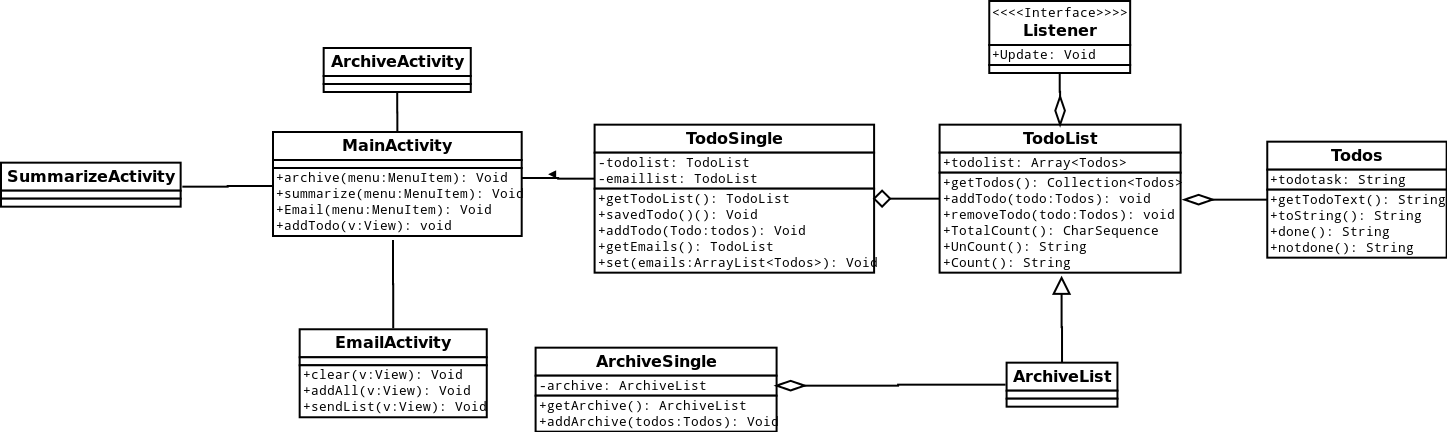 <<<<Interface>>>>
Listener
+Update: Void
ArchiveActivity
MainActivity
+archive(menu:MenuItem): Void
+summarize(menu:MenuItem): Void
+Email(menu:MenuItem): Void
+addTodo(v:View): void
SummarizeActivity
TodoSingle
-todolist: TodoList
-emaillist: TodoList
+getTodoList(): TodoList
+savedTodo()(): Void
+addTodo(Todo:todos): Void
+getEmails(): TodoList
+set(emails:ArrayList<Todos>): Void
TodoList
+todolist: Array<Todos>
+getTodos(): Collection<Todos>
+addTodo(todo:Todos): void
+removeTodo(todo:Todos): void
+TotalCount(): CharSequence
+UnCount(): String
+Count(): String
Todos
+todotask: String
+getTodoText(): String
+toString(): String
+done(): String
+notdone(): String
EmailActivity
+clear(v:View): Void
+addAll(v:View): Void
+sendList(v:View): Void
ArchiveSingle
-archive: ArchiveList
+getArchive(): ArchiveList
+addArchive(todos:Todos): Void
ArchiveList